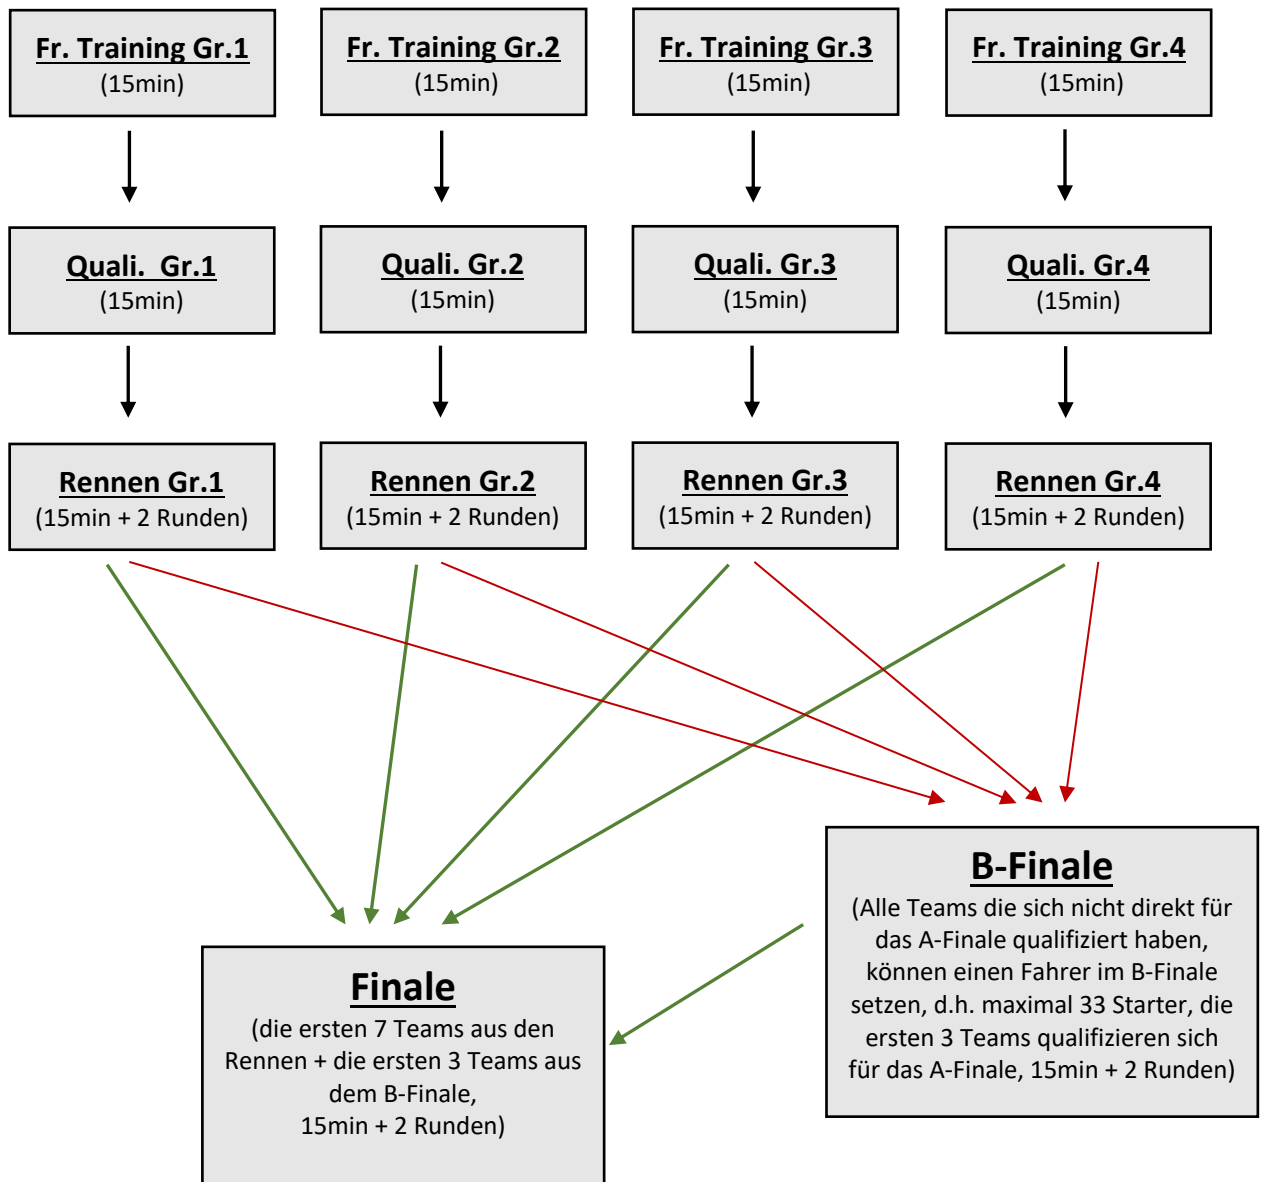 Fr. Training Gr.1
(15min)
Fr. Training Gr.2
(15min)
Fr. Training Gr.3
(15min)
Fr. Training Gr.4
(15min)
Quali.  Gr.1
(15min)
Quali. Gr.2
(15min)
Quali. Gr.3
(15min)
Quali. Gr.4
(15min)
Rennen Gr.1
(15min + 2 Runden)
Rennen Gr.2
(15min + 2 Runden)
Rennen Gr.3
(15min + 2 Runden)
Rennen Gr.4
(15min + 2 Runden)
B-Finale
(Alle Teams die sich nicht direkt für
das A-Finale qualifiziert haben,
können einen Fahrer im B-Finale
setzen, d.h. maximal 33 Starter, die
ersten 3 Teams qualifizieren sich
für das A-Finale, 15min + 2 Runden)
Finale
(die ersten 7 Teams aus den
Rennen + die ersten 3 Teams aus
dem B-Finale,
15min + 2 Runden)